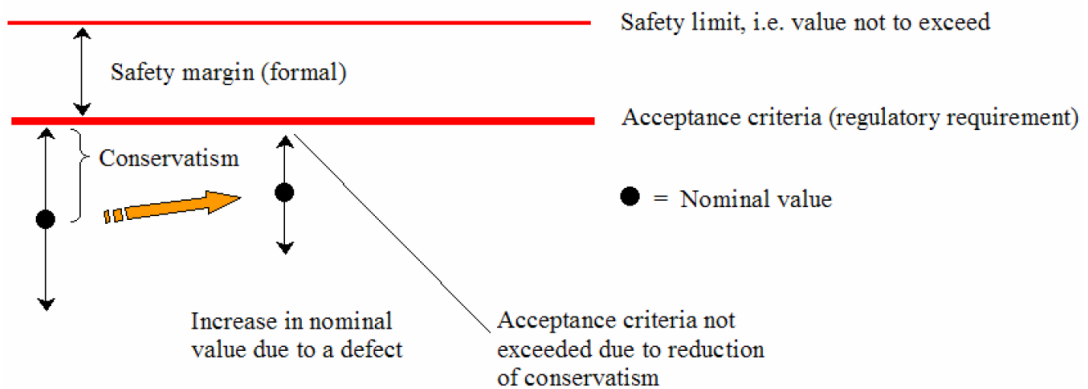 Safety limit, i.e. value not to exceed
Safety margin (formal)
Acceptance criteria (regulatory requirement)
Conservatism
= Nominal value
Increase in nominal
value due to a defect
Acceptance criteria not
exceeded due to reduction
of conservatism